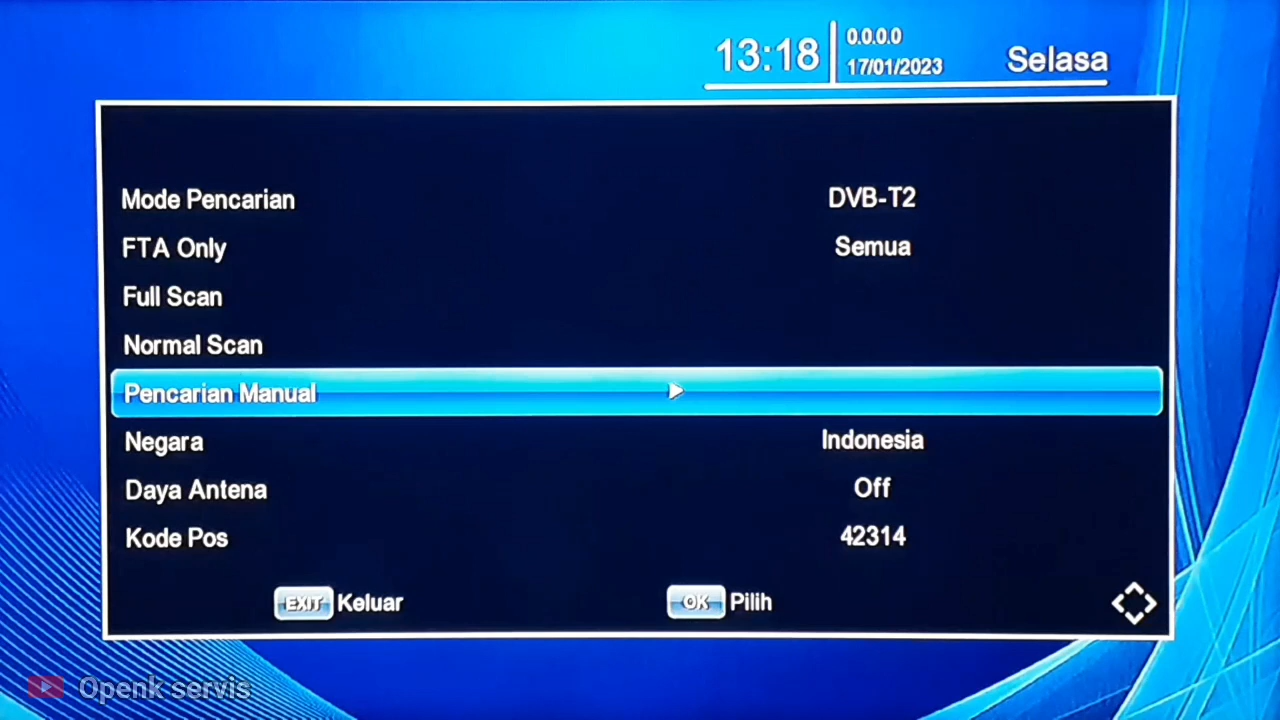 13:18
0.0.0.0
17/01/2023
Selasa
Mode Pencarian DVB-T2
FTA Only Semua
Full Scan
Normal Scan
Pencarian Manual
Negara Indonesia
Daya Antena Off
Kode Pos 42314
EXIT Keluar OK Pilih
Openk servis